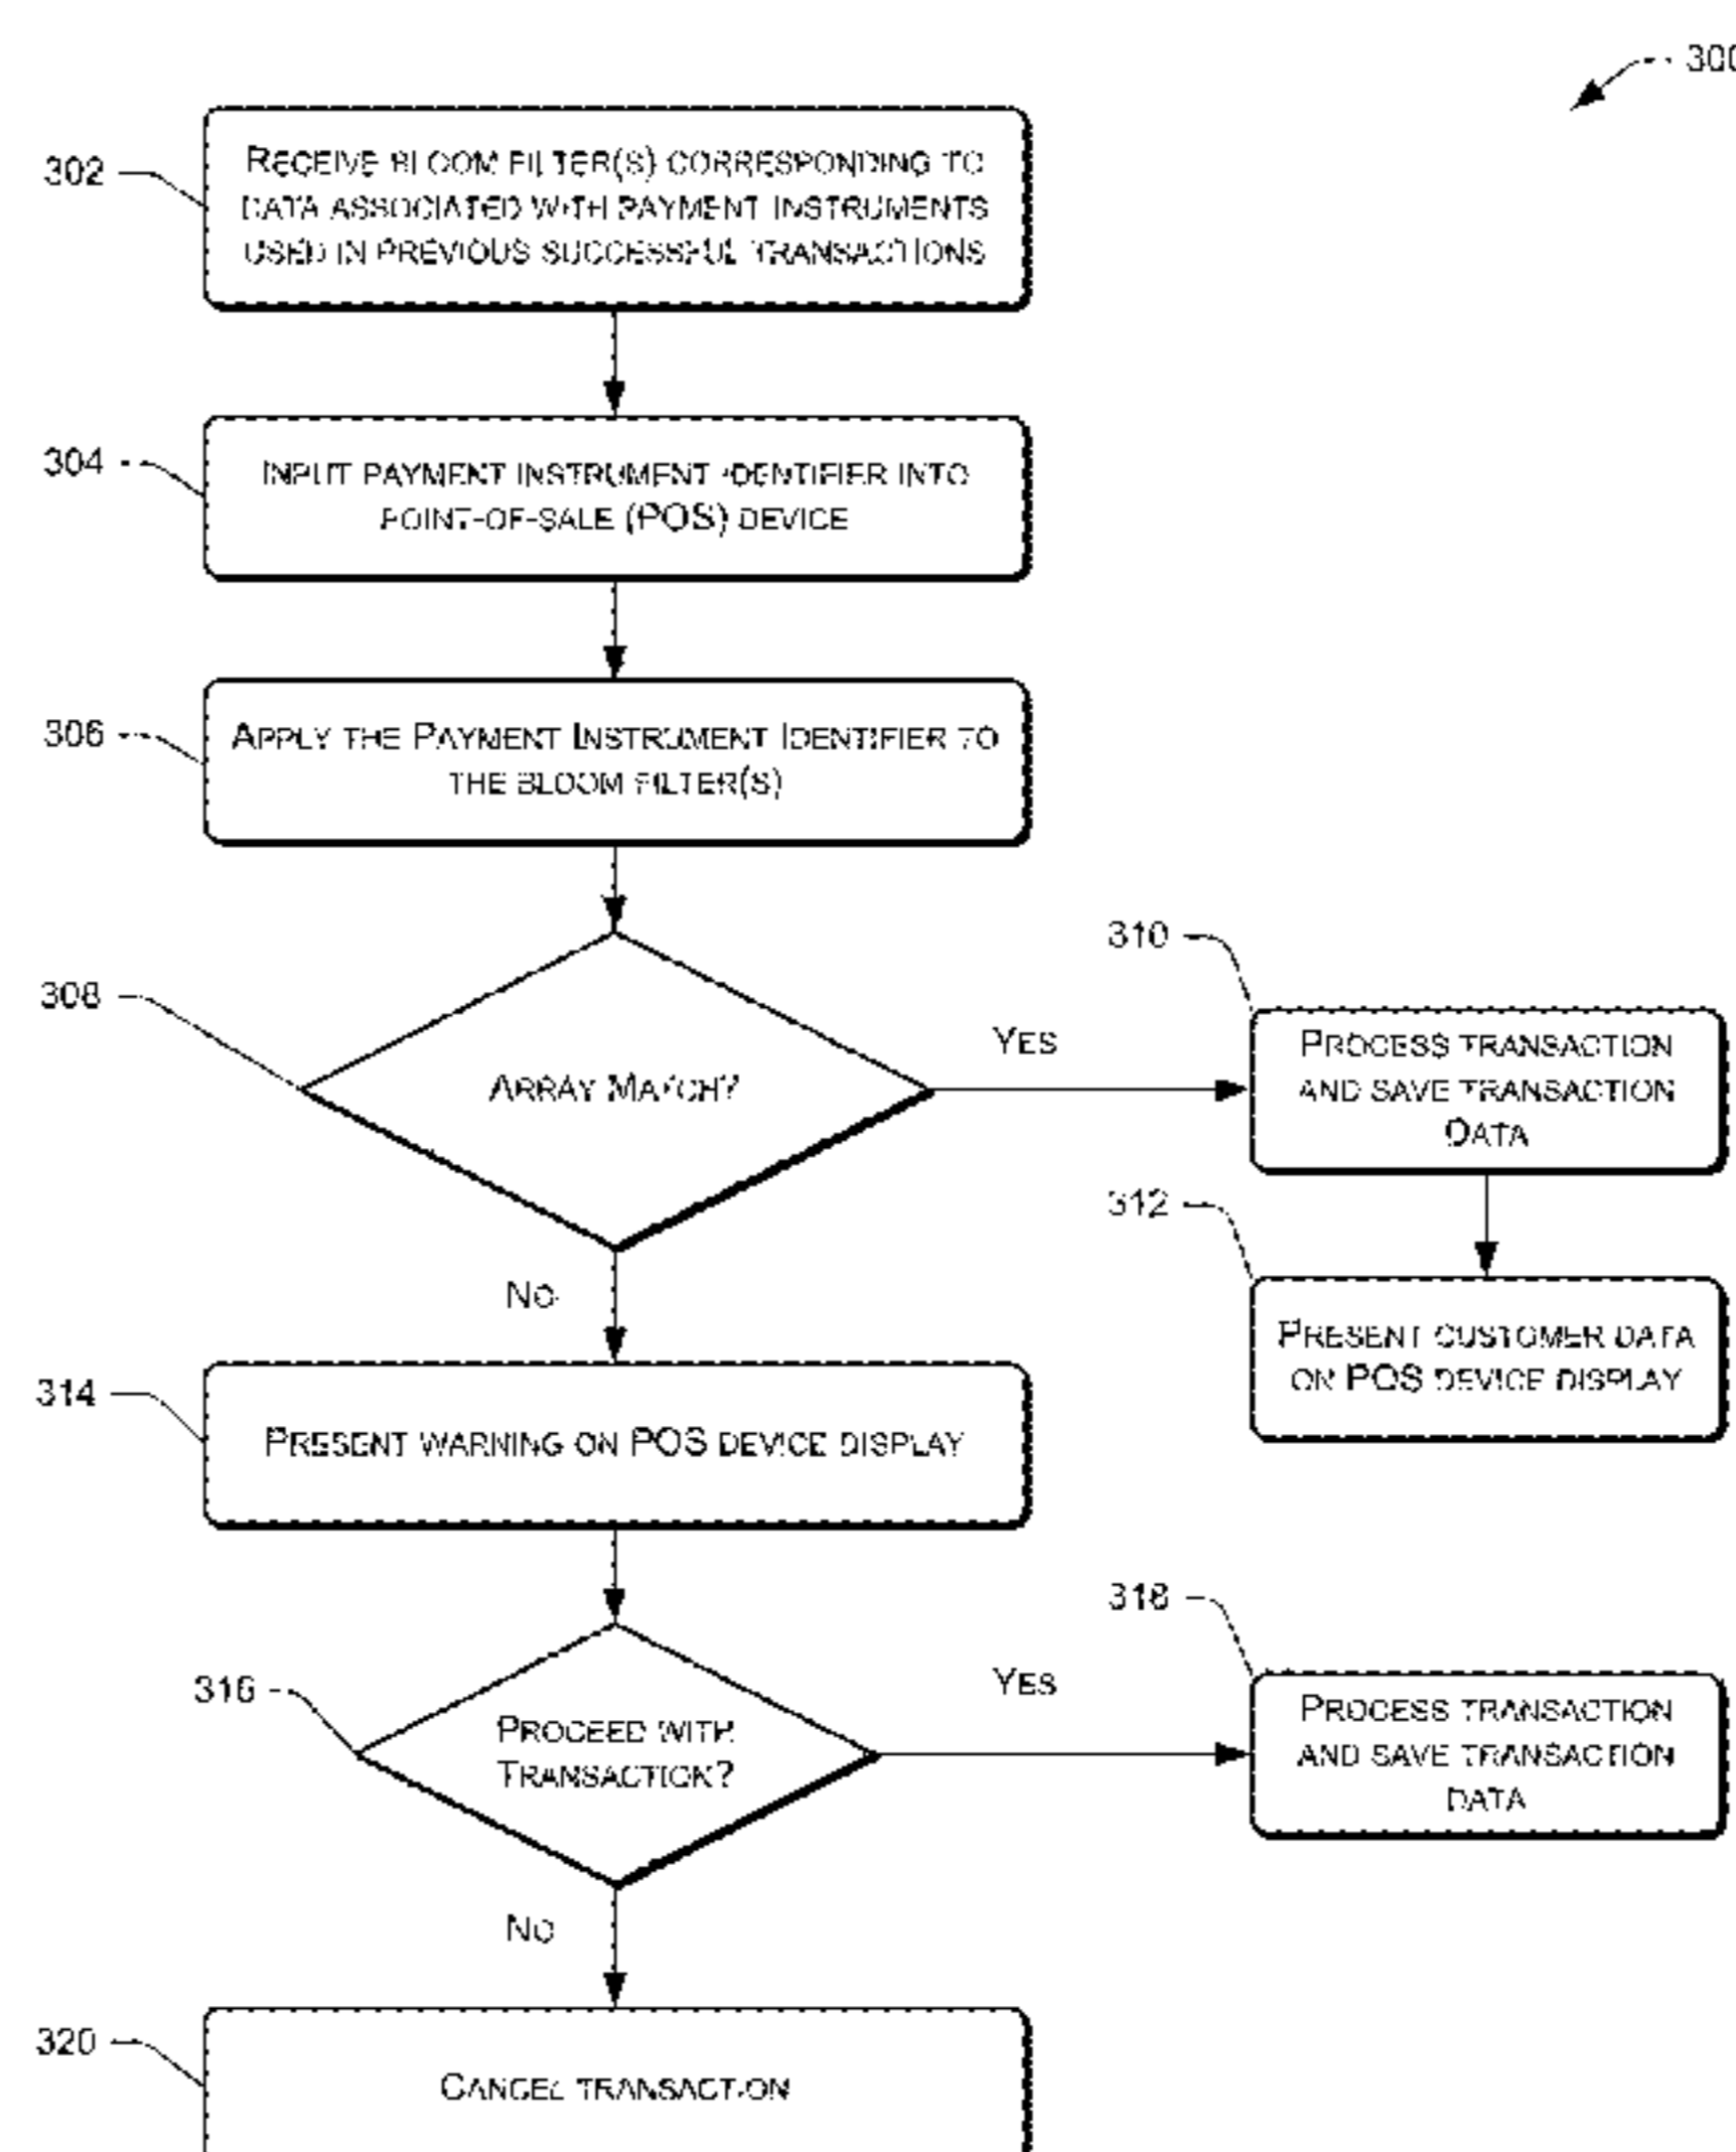 300
302
RECEIVE BLOOM FILTER(S) CORRESPONDING TO
DATA ASSOCIATED WITH PAYMENT INSTRUMENTS
USED IN PREVIOUS SUCCESSFUL TRANSACTIONS
304
INPUT PAYMENT INSTRUMENT IDENTIFIER INTO
POINT-OF-SALE (POS) DEVICE
306
APPLY THE PAYMENT INSTRUMENT IDENTIFIER TO
THE BLOOM FILTER(S)
308
ARRAY MATCH?
YES
310
PROCESS TRANSACTION
AND SAVE TRANSACTION
DATA
312
PRESENT CUSTOMER DATA
ON POS DEVICE DISPLAY
NO
314
PRESENT WARNING ON POS DEVICE DISPLAY
316
PROCEED WITH
TRANSACTION?
YES
318
PROCESS TRANSACTION
AND SAVE TRANSACTION
DATA
NO
320
CANCEL TRANSACTION